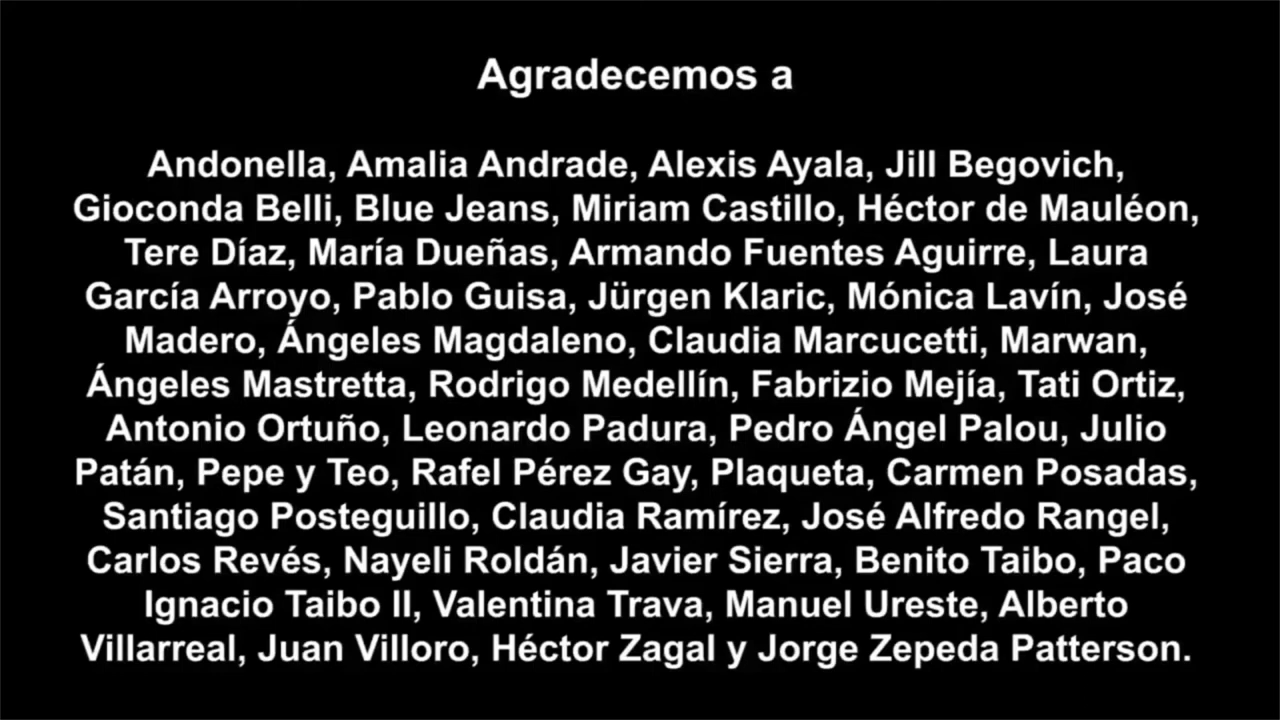 Agradecemos a
Andonella, Amalia Andrade, Alexis Ayala, Jill Begovich,
Gioconda Belli, Blue Jeans, Miriam Castillo, Héctor de Mauléon,
Tere Díaz, María Dueñas, Armando Fuentes Aguirre, Laura
García Arroyo, Pablo Guisa, Jürgen Klaric, Mónica Lavín, José
Madero, Ángeles Magdaleno, Claudia Marcucetti, Marwan,
Ángeles Mastretta, Rodrigo Medellín, Fabrizio Mejía, Tati Ortiz,
Antonio Ortuño, Leonardo Padura, Pedro Ángel Palou, Julio
Patán, Pepe y Teo, Rafel Pérez Gay, Plaqueta, Carmen Posadas,
Santiago Posteguillo, Claudia Ramírez, José Alfredo Rangel,
Carlos Revés, Nayeli Roldán, Javier Sierra, Benito Taibo, Paco
Ignacio Taibo II, Valentina Trava, Manuel Ureste, Alberto
Villarreal, Juan Villoro, Héctor Zagal y Jorge Zepeda Patterson.